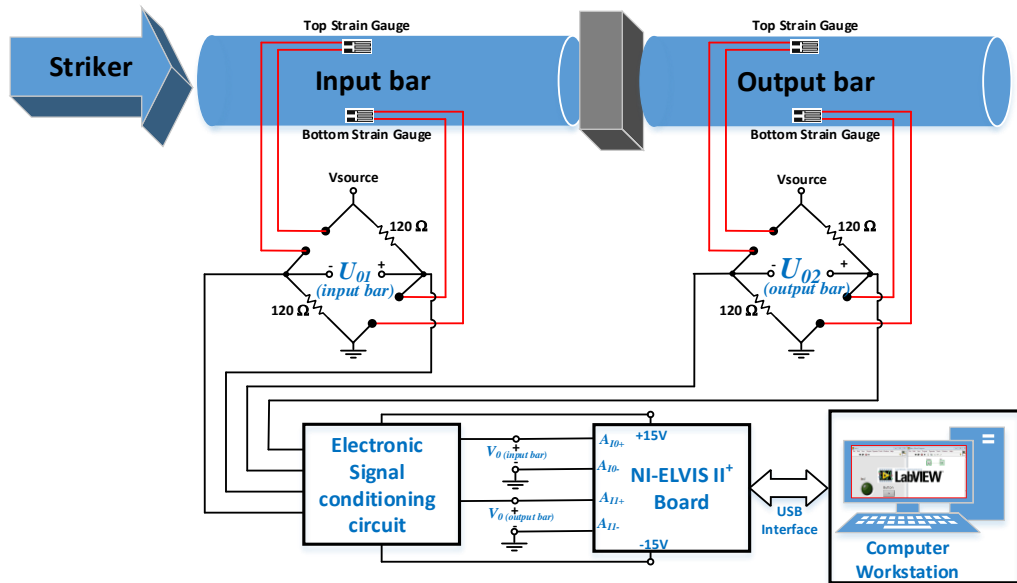 Top Strain Gauge
Top Strain Gauge
Striker
Input bar
Output bar
Bottom Strain Gauge
Bottom Strain Gauge
Vsource
Vsource
120 Ω
120 Ω
- U01 +
(input bar)
- U02 +
(output bar)
120 Ω
120 Ω
Electronic
Signal
conditioning
circuit
V0 (input bar)
+
-
V0 (output bar)
+
-
+15V
AI0+
AI0-
AI1+
AI1-
NI-ELVIS II+
Board
-15V
USB
Interface
LabVIEW
Computer
Workstation